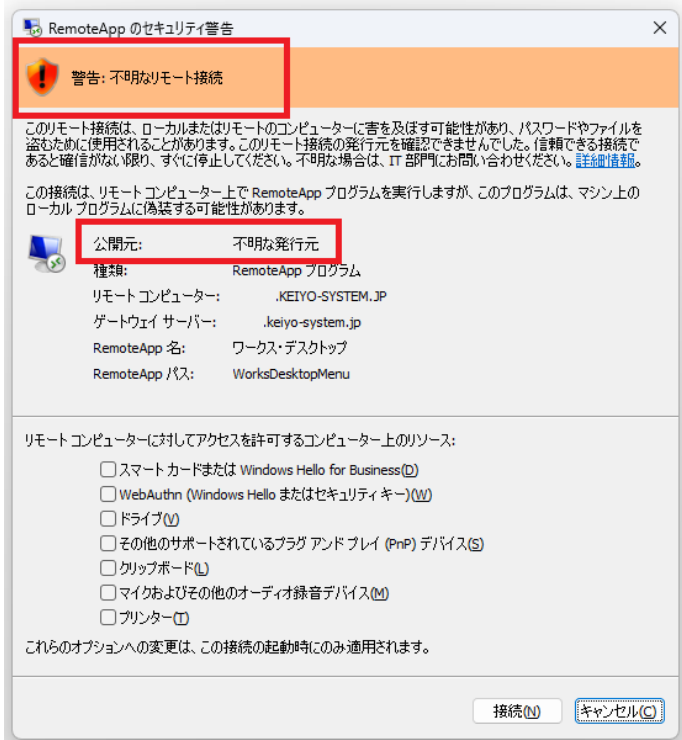 RemoteApp のセキュリティ警告
警告: 不明なリモート接続
このリモート接続は、ローカルまたはリモートのコンピューターに害を及ぼす可能性があり、パスワードやファイルを
盗むために使用されることがあります。このリモート接続の発行元を確認できませんでした。信頼できる接続で
あると確信がない限り、すぐに停止してください。不明な場合は、IT 部門にお問い合わせください。詳細情報。
この接続は、リモート コンピューター上で RemoteApp プログラムを実行しますが、このプログラムは、マシン上の
ローカル プログラムに偽装する可能性があります。
公開元: 不明な発行元
種類: RemoteApp プログラム
リモート コンピューター: .KEIYO-SYSTEM.JP
ゲートウェイ サーバー: .keiyo-system.jp
RemoteApp 名: ワークス・デスクトップ
RemoteApp パス: WorksDesktopMenu
リモート コンピューターに対してアクセスを許可するコンピューター上のリソース:
スマート カードまたは Windows Hello for Business(D)
WebAuthn (Windows Hello またはセキュリティ キー)(W)
ドライブ(V)
その他のサポートされているプラグ アンド プレイ (PnP) デバイス(S)
クリップボード(L)
マイクおよびその他のオーディオ録音デバイス(M)
プリンター(T)
これらのオプションへの変更は、この接続の起動時にのみ適用されます。
接続(N) キャンセル(C)